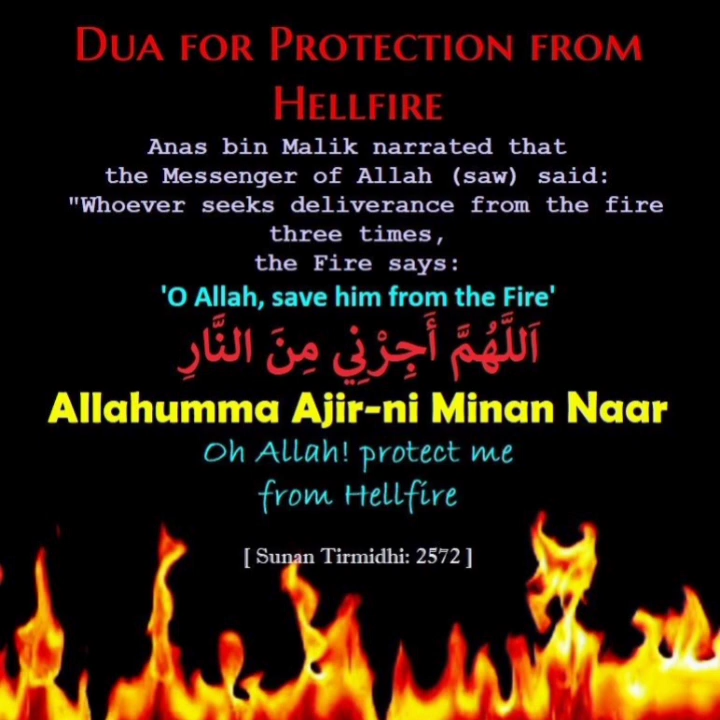 DUA FOR PROTECTION FROM
HELLFIRE
Anas bin Malik narrated that
the Messenger of Allah (saw) said:
"Whoever seeks deliverance from the fire
three times,
the Fire says:
'O Allah, save him from the Fire'
اَللَّهُمَّ أَجِرْنِي مِنَ النَّارِ
Allahumma Ajir-ni Minan Naar
Oh Allah! protect me
from Hellfire
[ Sunan Tirmidhi: 2572 ]